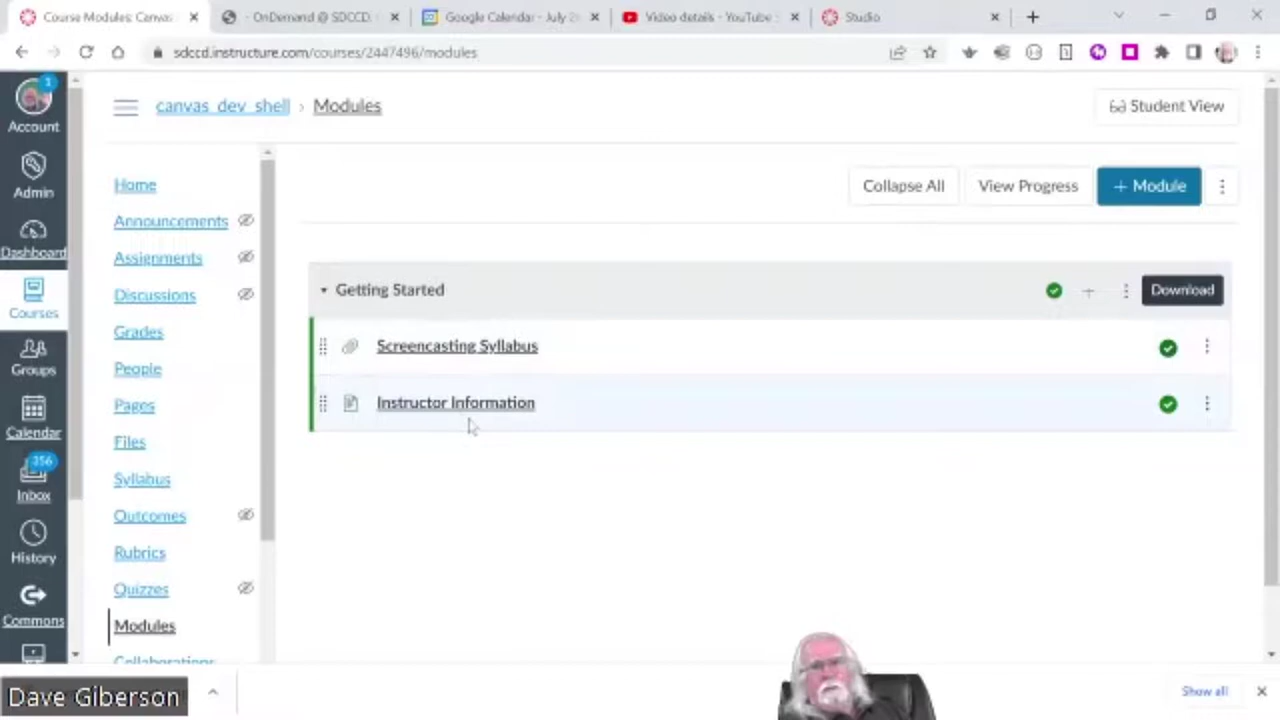 Course Modules: Canvas
OnDemand @ SDCCD.
Google Calendar - July 2
Video details - YouTube
Studio
sdccd.instructure.com/courses/2447496/modules
1
Account
Admin
Dashboard
Courses
Groups
Calendar
356
Inbox
History
Commons
canvas_dev_shell › Modules
Student View
Home
Announcements
Assignments
Discussions
Grades
People
Pages
Files
Syllabus
Outcomes
Rubrics
Quizzes
Modules
Collaborations
Collapse All
View Progress
+ Module
Getting Started
Download
Screencasting Syllabus
Instructor Information
Dave Giberson
Show all